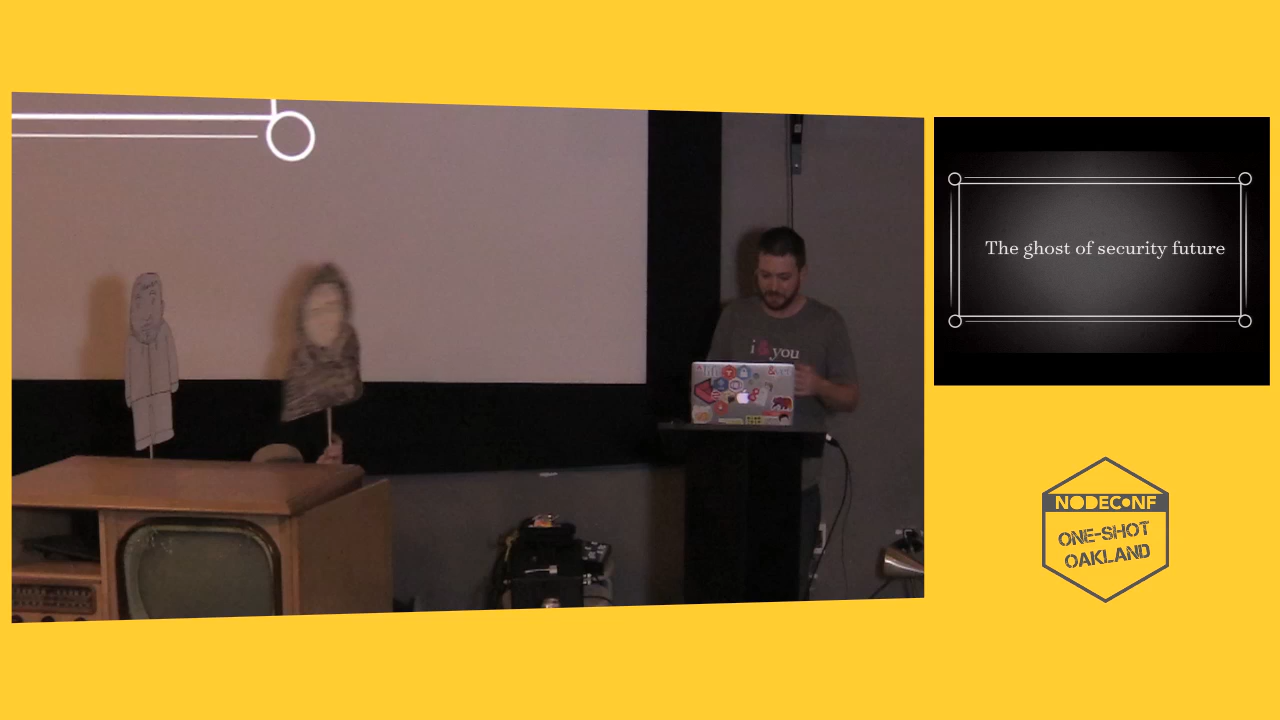 The ghost of security future
i & you
NODECONF
ONE-SHOT
OAKLAND